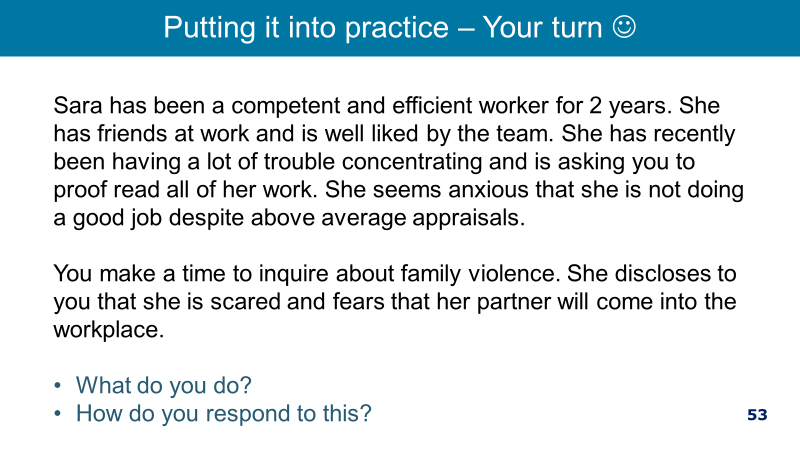 Putting it into practice – Your turn ☺
Sara has been a competent and efficient worker for 2 years. She
has friends at work and is well liked by the team. She has recently
been having a lot of trouble concentrating and is asking you to
proof read all of her work. She seems anxious that she is not doing
a good job despite above average appraisals.
You make a time to inquire about family violence. She discloses to
you that she is scared and fears that her partner will come into the
workplace.
• What do you do?
• How do you respond to this?
53